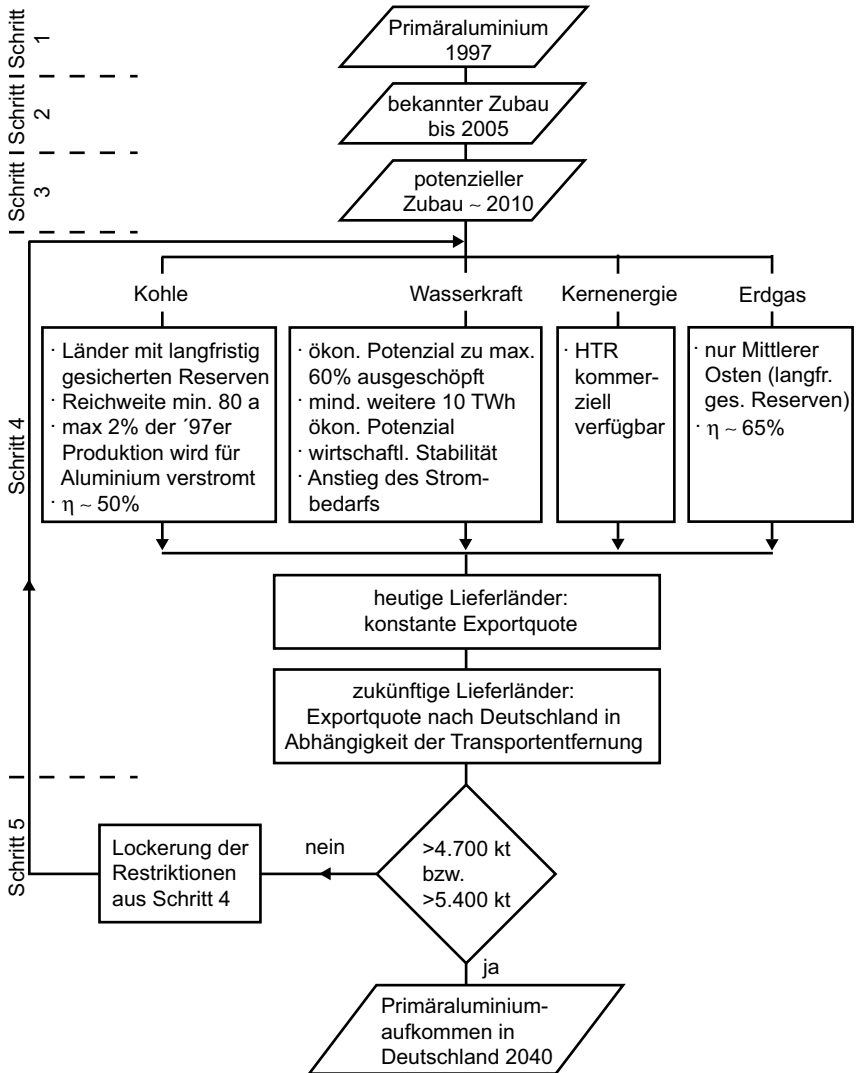 Schritt 1
Primäraluminium
1997
Schritt 2
bekannter Zubau
bis 2005
Schritt 3
potenzieller
Zubau ~ 2010
Schritt 4
Kohle
· Länder mit langfristig
gesicherten Reserven
· Reichweite min. 80 a
· max 2% der ´97er
Produktion wird für
Aluminium verstromt
· η ~ 50%
Wasserkraft
· ökon. Potenzial zu max.
60% ausgeschöpft
· mind. weitere 10 TWh
ökon. Potenzial
· wirtschaftl. Stabilität
· Anstieg des Strom-
bedarfs
Kernenergie
· HTR
kommer-
ziell
verfügbar
Erdgas
· nur Mittlerer
Osten (langfr.
ges. Reserven)
· η ~ 65%
heutige Lieferländer:
konstante Exportquote
zukünftige Lieferländer:
Exportquote nach Deutschland in
Abhängigkeit der Transportentfernung
Schritt 5
Lockerung der
Restriktionen
aus Schritt 4
nein
>4.700 kt
bzw.
>5.400 kt
ja
Primäraluminium-
aufkommen in
Deutschland 2040